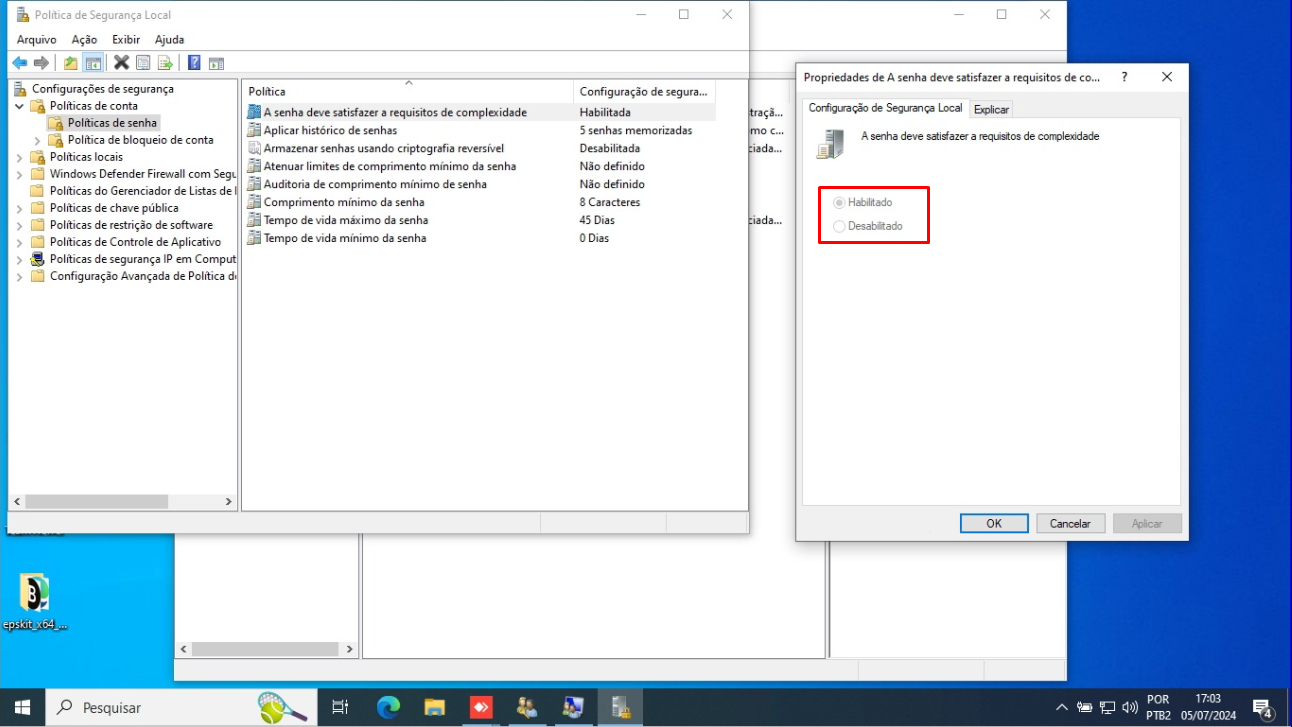 Política de Segurança Local
Arquivo Ação Exibir Ajuda
Configurações de segurança
Políticas de conta
Políticas de senha
Política de bloqueio de conta
Políticas locais
Windows Defender Firewall com Segu
Políticas do Gerenciador de Listas de
Políticas de chave pública
Políticas de restrição de software
Políticas de Controle de Aplicativo
Políticas de segurança IP em Comput
Configuração Avançada de Política d
Política Configuração de segura...
A senha deve satisfazer a requisitos de complexidade Habilitada
Aplicar histórico de senhas 5 senhas memorizadas
Armazenar senhas usando criptografia reversível Desabilitada
Atenuar limites de comprimento mínimo da senha Não definido
Auditoria de comprimento mínimo de senha Não definido
Comprimento mínimo da senha 8 Caracteres
Tempo de vida máximo da senha 45 Dias
Tempo de vida mínimo da senha 0 Dias
traç...
mo c...
ciada...
ciada...
Propriedades de A senha deve satisfazer a requisitos de co... ?
Configuração de Segurança Local Explicar
A senha deve satisfazer a requisitos de complexidade
Habilitado
Desabilitado
OK Cancelar Aplicar
epskit_x64_...
Pesquisar
POR
PTB2
17:03
05/07/2024
4